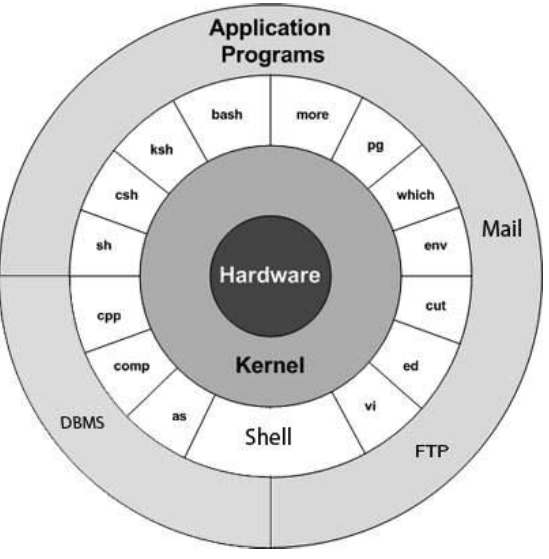 Application
Programs
bash
more
ksh
pg
csh
which
sh
env
Mail
Hardware
cpp
cut
comp
Kernel
ed
DBMS
as
Shell
vi
FTP